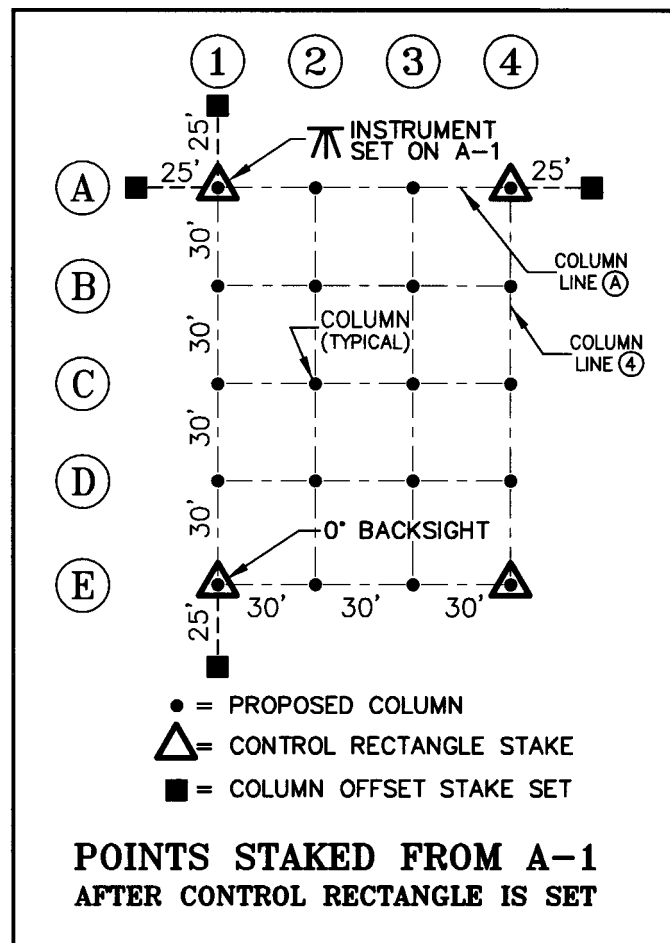 1 2 3 4
25'
INSTRUMENT
SET ON A-1
25' 25'
A
30'
COLUMN
LINE A
B
COLUMN
(TYPICAL)
COLUMN
LINE 4
30'
C
30'
D
30'
0° BACKSIGHT
E
30' 30' 30'
25'
= PROPOSED COLUMN
= CONTROL RECTANGLE STAKE
= COLUMN OFFSET STAKE SET
POINTS STAKED FROM A-1
AFTER CONTROL RECTANGLE IS SET